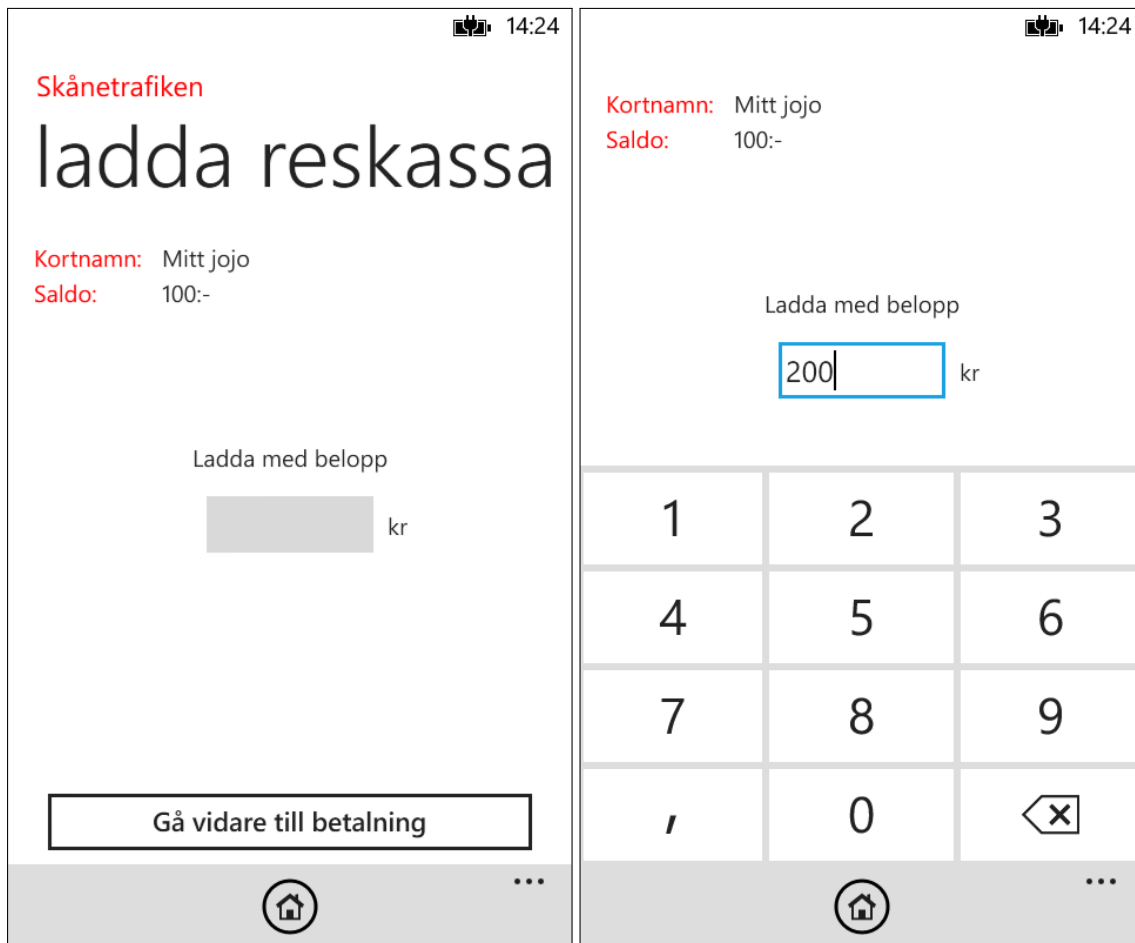 14:24
Skånetrafiken
ladda reskassa
Kortnamn: Mitt jojo
Saldo: 100:-
Ladda med belopp
kr
Gå vidare till betalning
14:24
Kortnamn: Mitt jojo
Saldo: 100:-
Ladda med belopp
200 kr
1 2 3
4 5 6
7 8 9
, 0